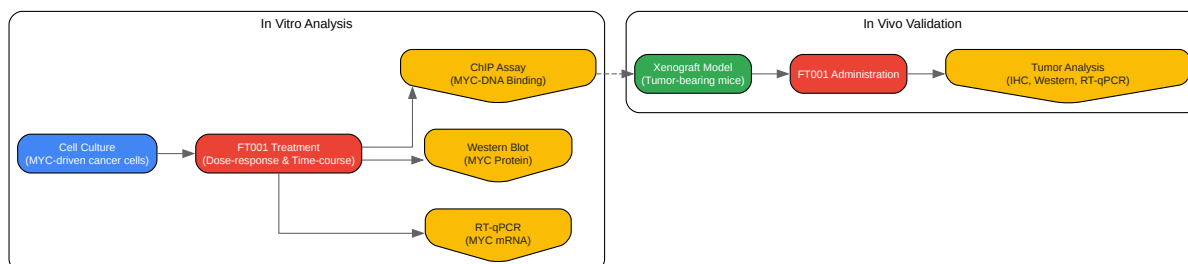 In Vitro Analysis
Cell Culture
(MYC-driven cancer cells)
FT001 Treatment
(Dose-response & Time-course)
ChIP Assay
(MYC-DNA Binding)
Western Blot
(MYC Protein)
RT-qPCR
(MYC mRNA)
In Vivo Validation
Xenograft Model
(Tumor-bearing mice)
FT001 Administration
Tumor Analysis
(IHC, Western, RT-qPCR)